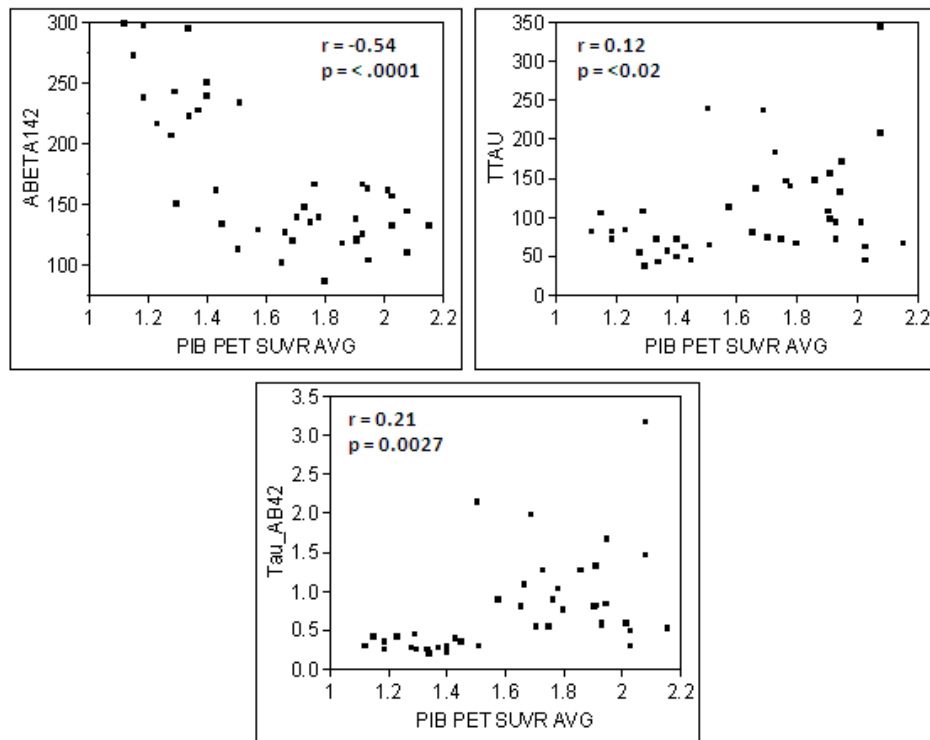 300
250
200
150
100
ABETA142
r = -0.54
p = < .0001
1 1.2 1.4 1.6 1.8 2 2.2
PIB PET SUVR AVG
350
300
250
200
150
100
50
0
TTAU
r = 0.12
p = <0.02
1 1.2 1.4 1.6 1.8 2 2.2
PIB PET SUVR AVG
3.5
3.0
2.5
2.0
1.5
1.0
0.5
0.0
Tau_AB42
r = 0.21
p = 0.0027
1 1.2 1.4 1.6 1.8 2 2.2
PIB PET SUVR AVG